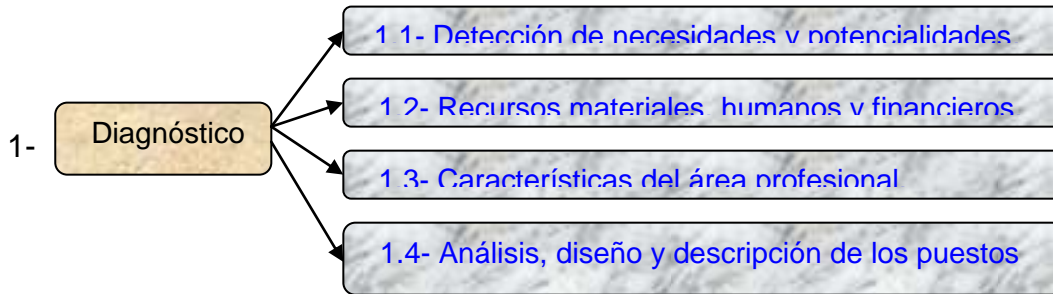 1-
Diagnóstico
1.1- Detección de necesidades y potencialidades
1.2- Recursos materiales, humanos y financieros
1.3- Características del área profesional
1.4- Análisis, diseño y descripción de los puestos